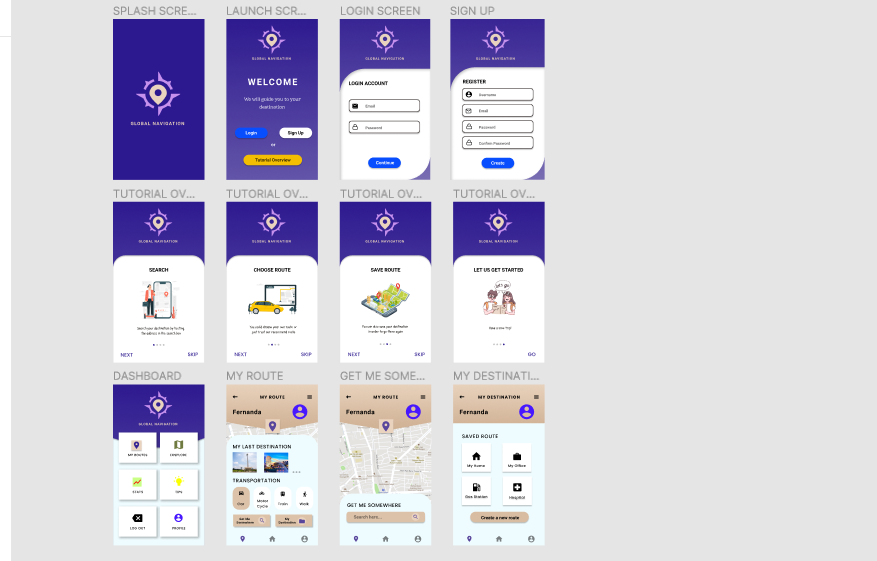 SPLASH SCRE...
LAUNCH SCR...
LOGIN SCREEN
SIGN UP
GLOBAL NAVIGATION
GLOBAL NAVIGATION
WELCOME
We will guide you to your
destination
Login
Sign Up
or
Tutorial Overview
GLOBAL NAVIGATION
LOGIN ACCOUNT
Email
Password
Continue
GLOBAL NAVIGATION
REGISTER
Username
Email
Password
Confirm Password
Create
TUTORIAL OV...
TUTORIAL OV...
TUTORIAL OV...
TUTORIAL OV...
GLOBAL NAVIGATION
SEARCH
NEXT
SKIP
GLOBAL NAVIGATION
CHOOSE ROUTE
NEXT
SKIP
GLOBAL NAVIGATION
SAVE ROUTE
NEXT
SKIP
GLOBAL NAVIGATION
LET US GET STARTED
GO
DASHBOARD
MY ROUTE
GET ME SOME...
MY DESTINATI...
GLOBAL NAVIGATION
MY ROUTES
EXPLORE
STATS
TIPS
LOG OUT
PROFILE
MY ROUTE
Fernanda
MY LAST DESTINATION
TRANSPORTATION
Car
Motor
Cycle
Train
Walk
Get Me
Somewhere
My
Destination
MY ROUTE
Fernanda
GET ME SOMEWHERE
Search here...
MY DESTINATION
Fernanda
SAVED ROUTE
My Home
My Office
Gas Station
Hospital
Create a new route